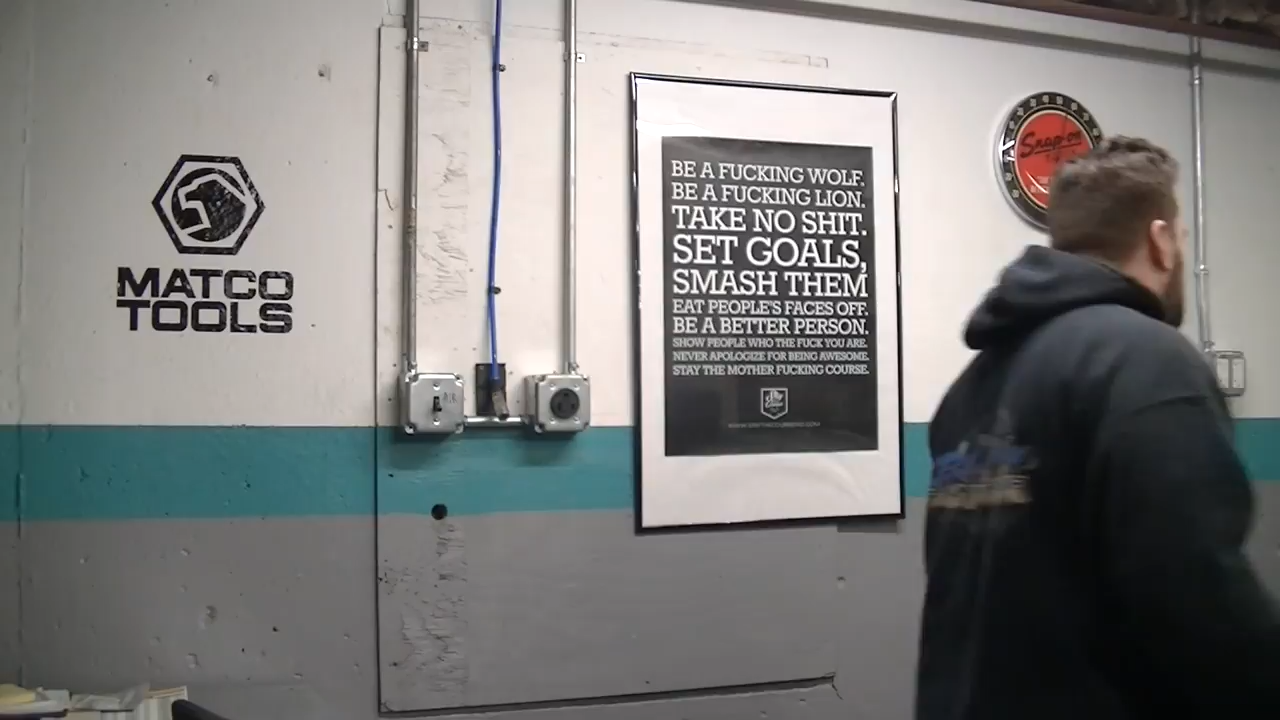 MATCO
TOOLS
AIR
BE A FUCKING WOLF.
BE A FUCKING LION.
TAKE NO SHIT.
SET GOALS,
SMASH THEM
EAT PEOPLE'S FACES OFF.
BE A BETTER PERSON.
SHOW PEOPLE WHO THE FUCK YOU ARE.
NEVER APOLOGIZE FOR BEING AWESOME.
STAY THE MOTHER FUCKING COURSE.
Snap-on